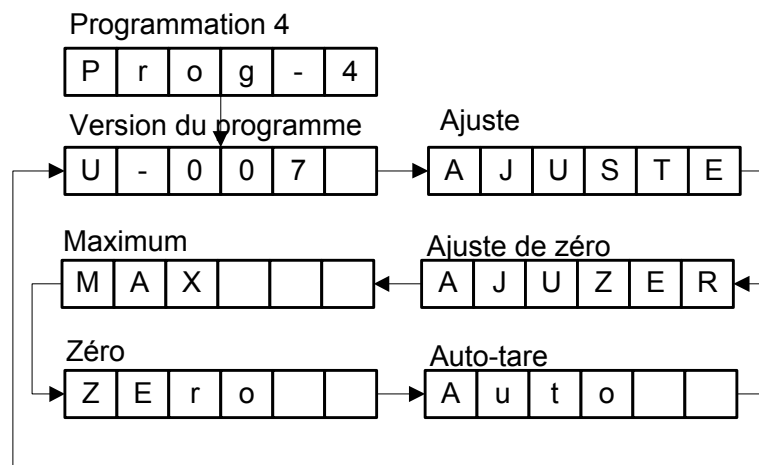 Programmation 4
P r o g - 4
Version du programme
U - 0 0 7
Ajuste
A J U S T E
Maximum
M A X
Ajuste de zéro
A J U Z E R
Zéro
Z E r o
Auto-tare
A u t o